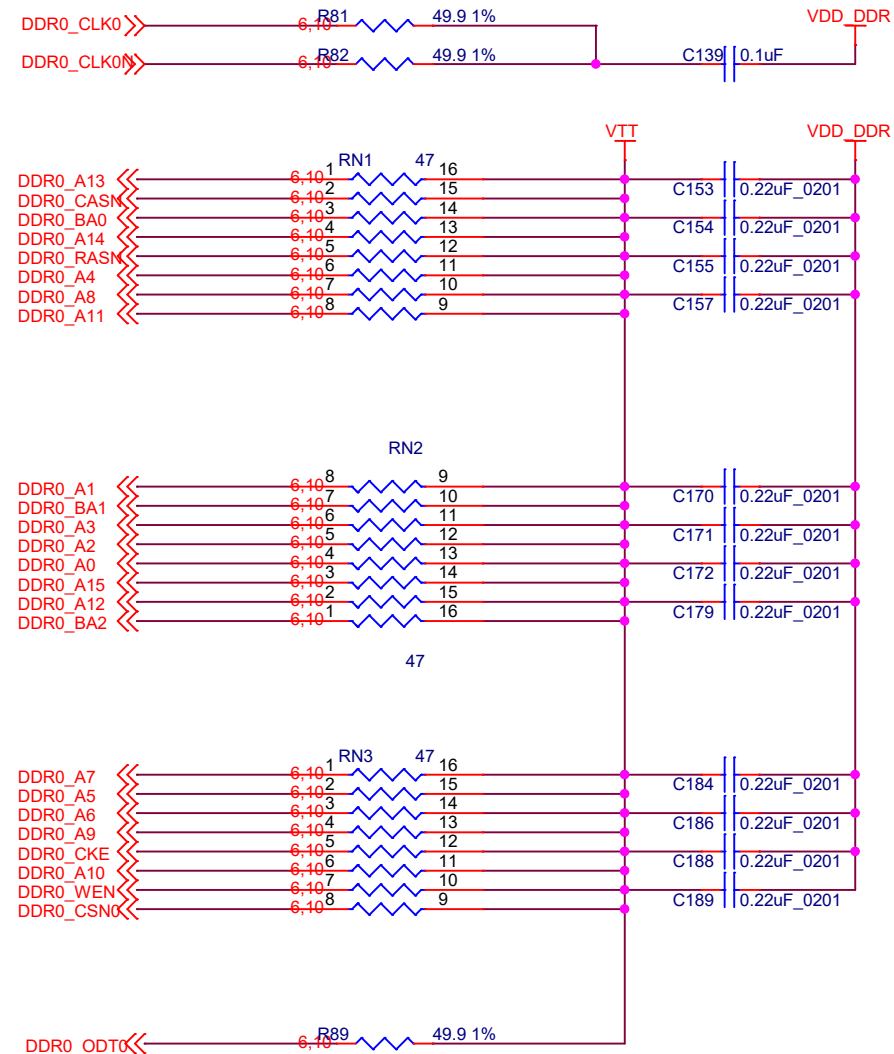 DDR0_CLK0 6,10 R81 49.9 1% VDD_DDR
DDR0_CLK0N 6,10 R82 49.9 1% C139 0.1uF
VTT VDD_DDR
RN1 47
DDR0_A13 6,10 1 16 C153 0.22uF_0201
DDR0_CASN 2 15
DDR0_BA0 6,10 3 14 C154 0.22uF_0201
DDR0_A14 6,10 4 13
DDR0_RASN 6,10 5 12 C155 0.22uF_0201
DDR0_A4 6,10 6 11
DDR0_A8 6,10 7 10 C157 0.22uF_0201
DDR0_A11 6,10 8 9
RN2
DDR0_A1 6,10 8 9 C170 0.22uF_0201
DDR0_BA1 6,10 7 10
DDR0_A3 6,10 6 11 C171 0.22uF_0201
DDR0_A2 6,10 5 12
DDR0_A0 6,10 4 13 C172 0.22uF_0201
DDR0_A15 6,10 3 14
DDR0_A12 6,10 2 15 C179 0.22uF_0201
DDR0_BA2 6,10 1 16
47
RN3 47
DDR0_A7 6,10 1 16 C184 0.22uF_0201
DDR0_A5 6,10 2 15
DDR0_A6 6,10 3 14 C186 0.22uF_0201
DDR0_A9 6,10 4 13
DDR0_CKE 6,10 5 12 C188 0.22uF_0201
DDR0_A10 6,10 6 11
DDR0_WEN 6,10 7 10 C189 0.22uF_0201
DDR0_CSN0 6,10 8 9
DDR0_ODT0 6,10 R89 49.9 1%